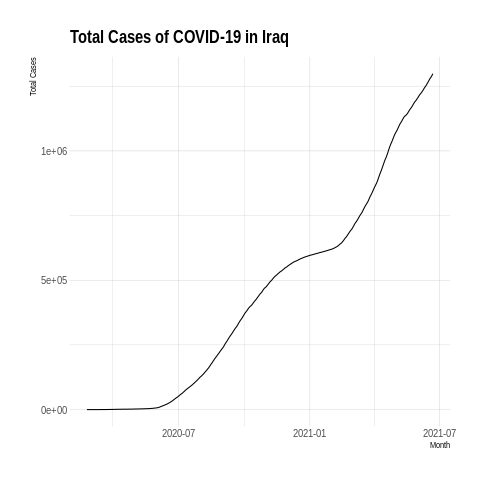 Total Cases of COVID-19 in Iraq
Total Cases
1e+06
5e+05
0e+00
2020-07 2021-01 2021-07
Month